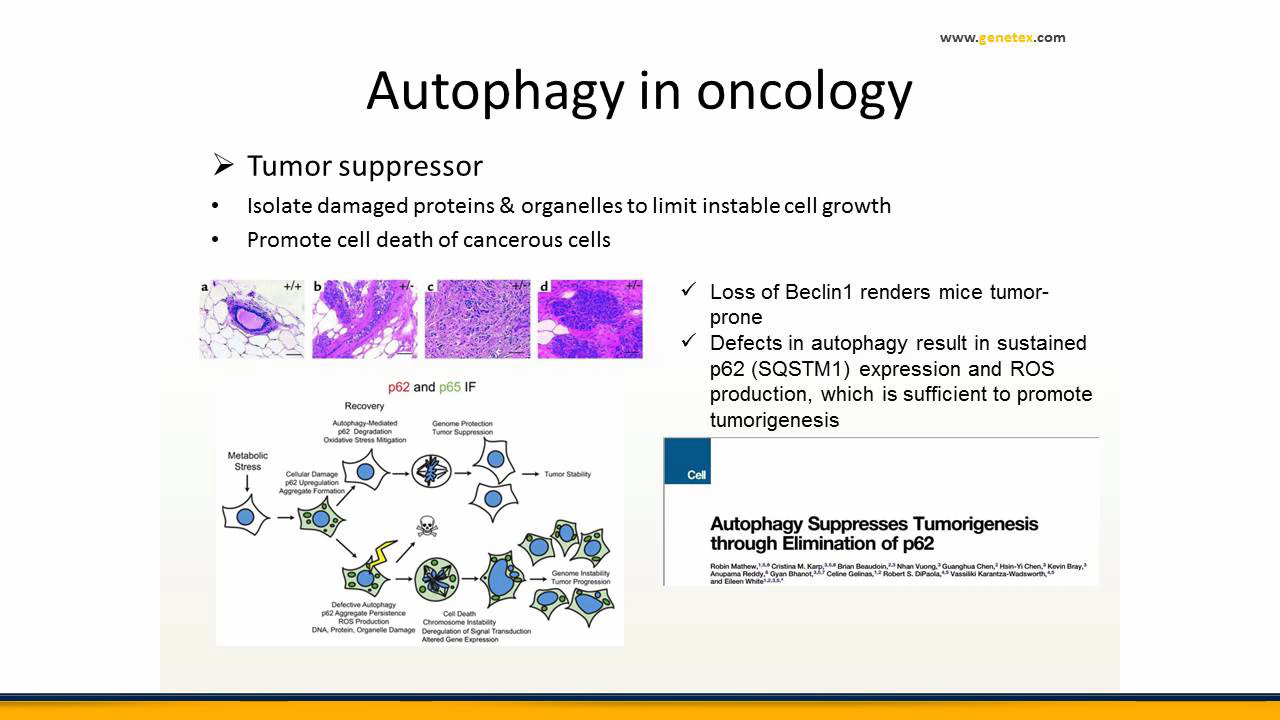 www.genetex.com
Autophagy in oncology
➢ Tumor suppressor
• Isolate damaged proteins & organelles to limit instable cell growth
• Promote cell death of cancerous cells
a +/+ b +/- c +/- d +/-
✓ Loss of Beclin1 renders mice tumor-
prone
✓ Defects in autophagy result in sustained
p62 (SQSTM1) expression and ROS
production, which is sufficient to promote
tumorigenesis
p62 and p65 IF
Recovery
Autophagy-Mediated
p62 Degradation
Oxidative Stress Mitigation
Genome Protection
Tumor Suppression
Metabolic
Stress
Cellular Damage
p62 Upregulation
Aggregate Formation
Tumor Stability
Genome Instability
Tumor Progression
Defective Autophagy
p62 Aggregate Persistence
ROS Production
DNA, Protein, Organelle Damage
Cell Death
Chromosome Instability
Deregulation of Signal Transduction
Altered Gene Expression
Cell
Autophagy Suppresses Tumorigenesis
through Elimination of p62
Robin Mathew, Cristina M. Karp, Brian Beaudoin, Nhan Vuong, Guanghua Chen, Hsin-Yi Chen, Kevin Bray,
Anupama Reddy, Gyan Bhanot, Celine Gelinas, Robert S. DiPaola, Vassiliki Karantza-Wadsworth,
and Eileen White